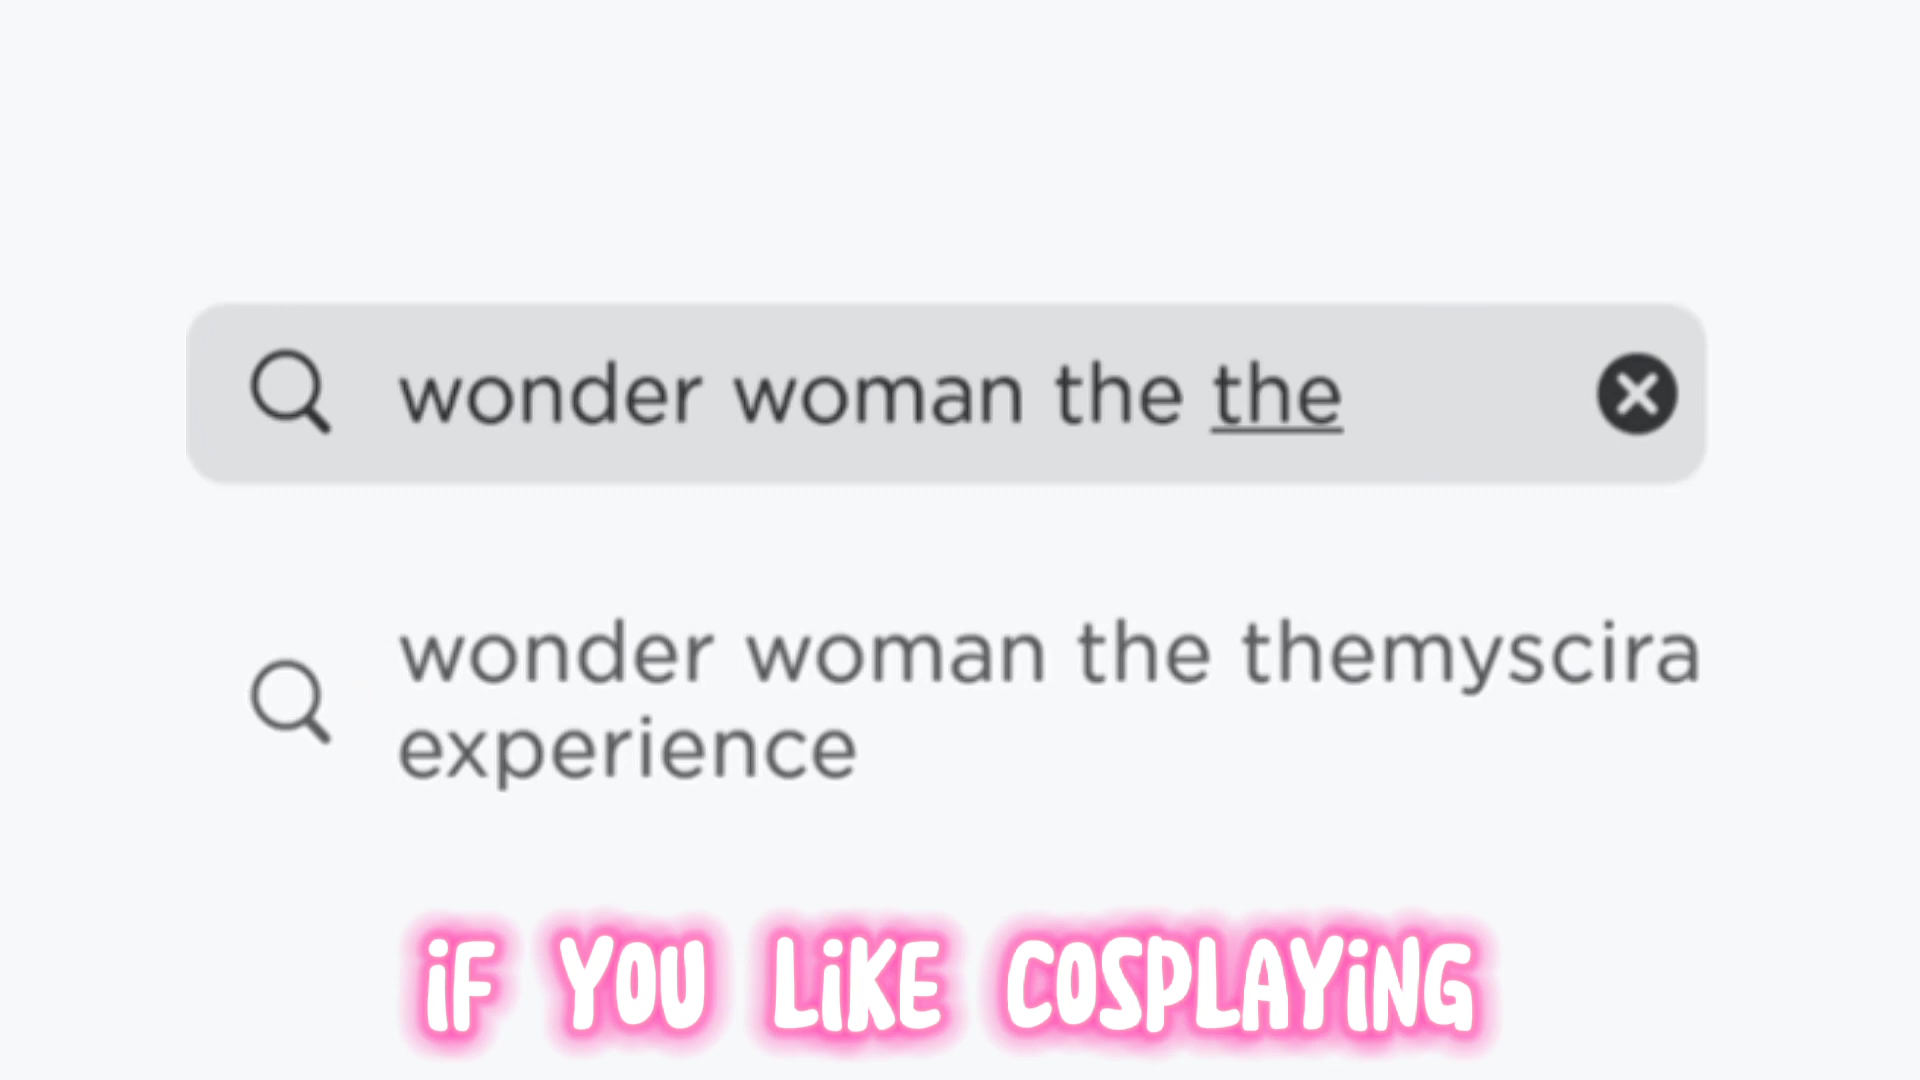 wonder woman the the
wonder woman the themyscira
experience
iF YOU LiKE COSPLAYiNG